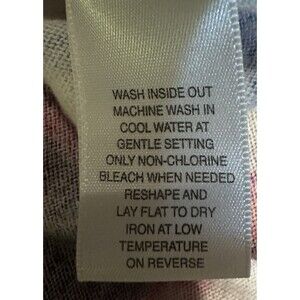 WASH INSIDE OUT
MACHINE WASH IN
COOL WATER AT
GENTLE SETTING
ONLY NON-CHLORINE
BLEACH WHEN NEEDED
RESHAPE AND
LAY FLAT TO DRY
IRON AT LOW
TEMPERATURE
ON REVERSE